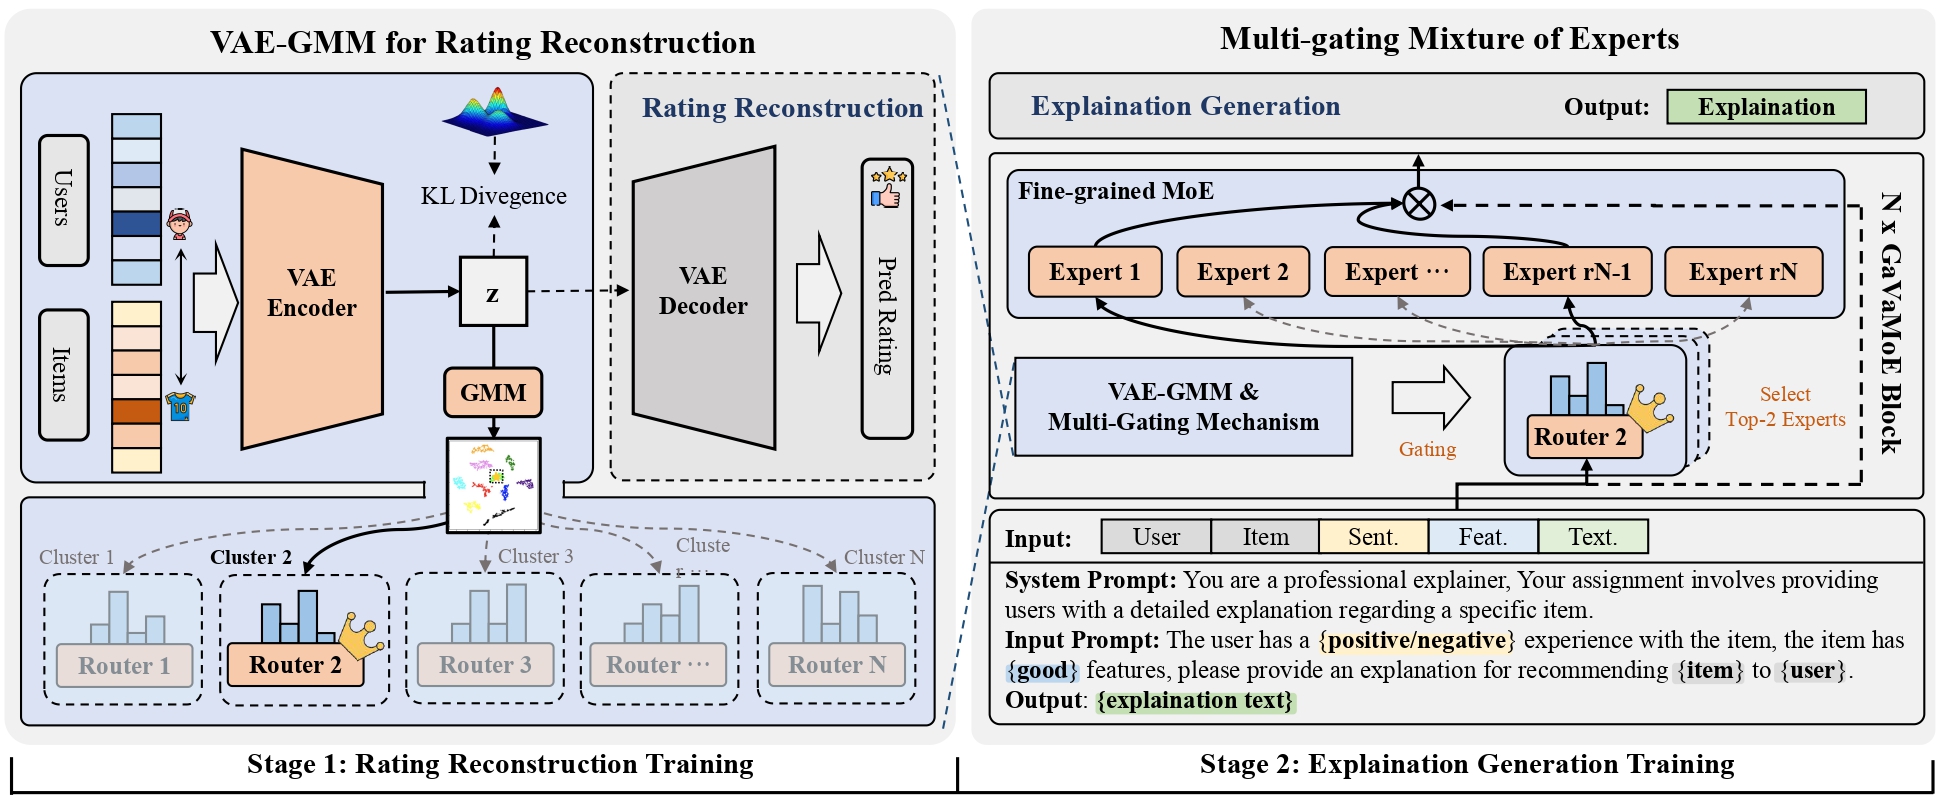 VAE-GMM for Rating Reconstruction
Users
Items
VAE
Encoder
KL Divegence
z
GMM
Rating Reconstruction
VAE
Decoder
Pred Rating
10
Cluster 1
Cluster 2
Cluster 3
Cluste
r ···
Cluster N
Router 1
Router 2
Router 3
Router ···
Router N
Stage 1: Rating Reconstruction Training
Multi-gating Mixture of Experts
Explaination Generation
Output:
Explaination
Fine-grained MoE
Expert 1
Expert 2
Expert ···
Expert rN-1
Expert rN
N x GaVaMoE Block
VAE-GMM &
Multi-Gating Mechanism
Gating
Router 2
Select
Top-2 Experts
Input:
User
Item
Sent.
Feat.
Text.
System Prompt: You are a professional explainer, Your assignment involves providing
users with a detailed explanation regarding a specific item.
Input Prompt: The user has a {positive/negative} experience with the item, the item has
{good} features, please provide an explanation for recommending {item} to {user}.
Output: {explaination text}
Stage 2: Explaination Generation Training